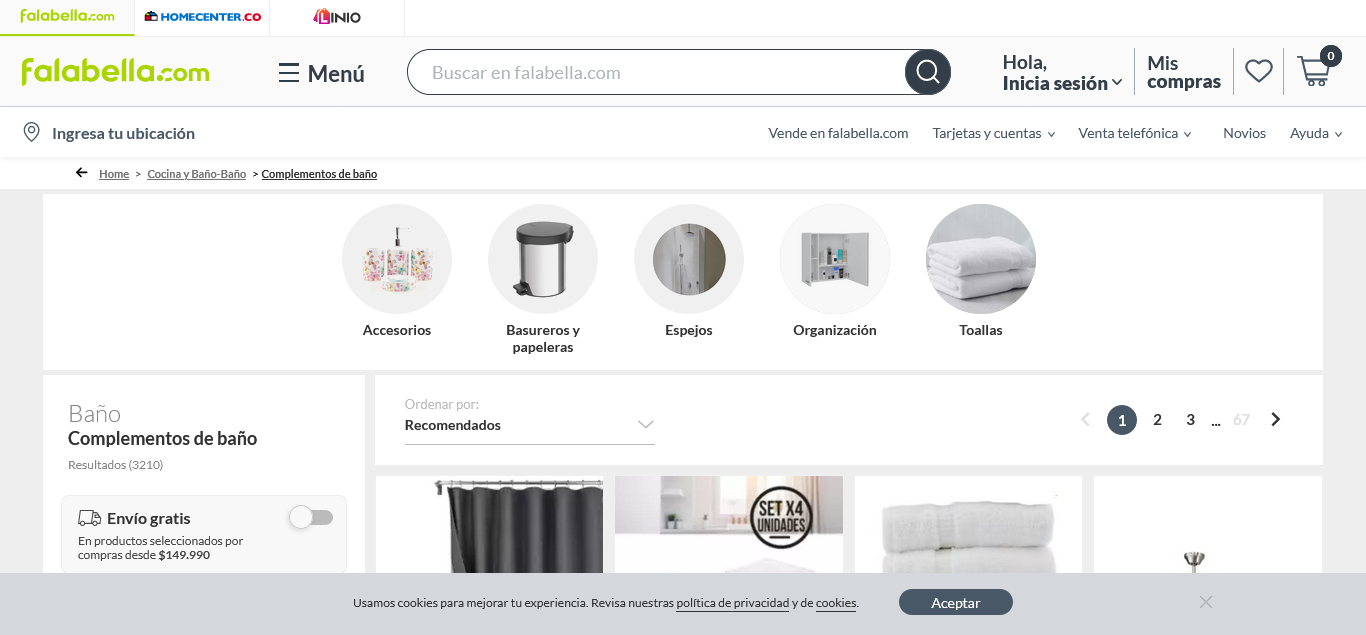 falabella.com
HOMECENTER.CO
LINIO
falabella.com
Menú
Buscar en falabella.com
Hola,
Inicia sesión
Mis
compras
0
Ingresa tu ubicación
Vende en falabella.com
Tarjetas y cuentas
Venta telefónica
Novios
Ayuda
Home > Cocina y Baño-Baño > Complementos de baño
Accesorios
Basureros y
papeleras
Espejos
Organización
Toallas
Baño
Complementos de baño
Resultados (3210)
Envío gratis
En productos seleccionados por
compras desde $149.990
Ordenar por:
Recomendados
1 2 3 ... 67
SET X4
UNIDADES
Usamos cookies para mejorar tu experiencia. Revisa nuestras política de privacidad y de cookies.
Aceptar